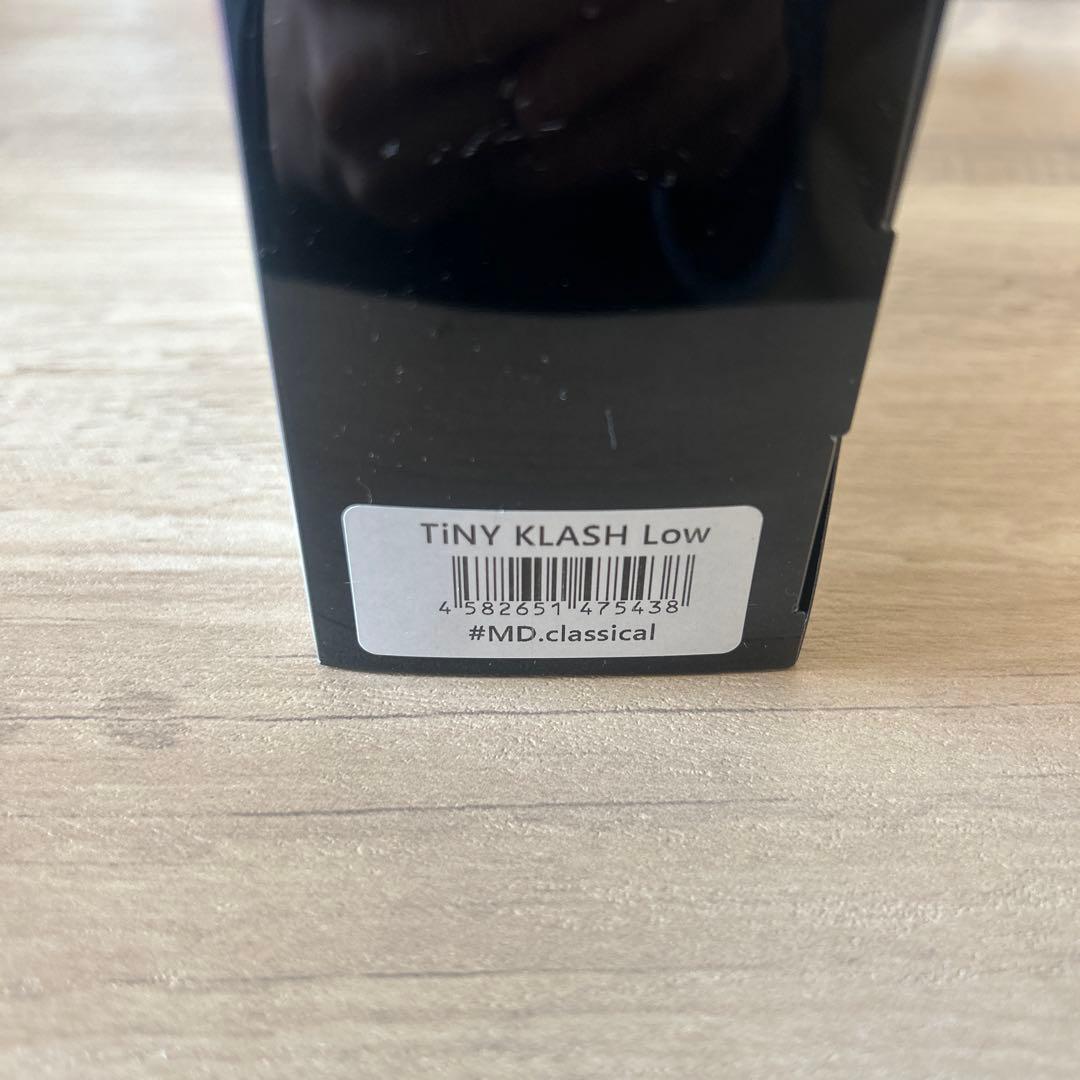 TiNY KLASH Low
4 582651 475438
#MD.classical